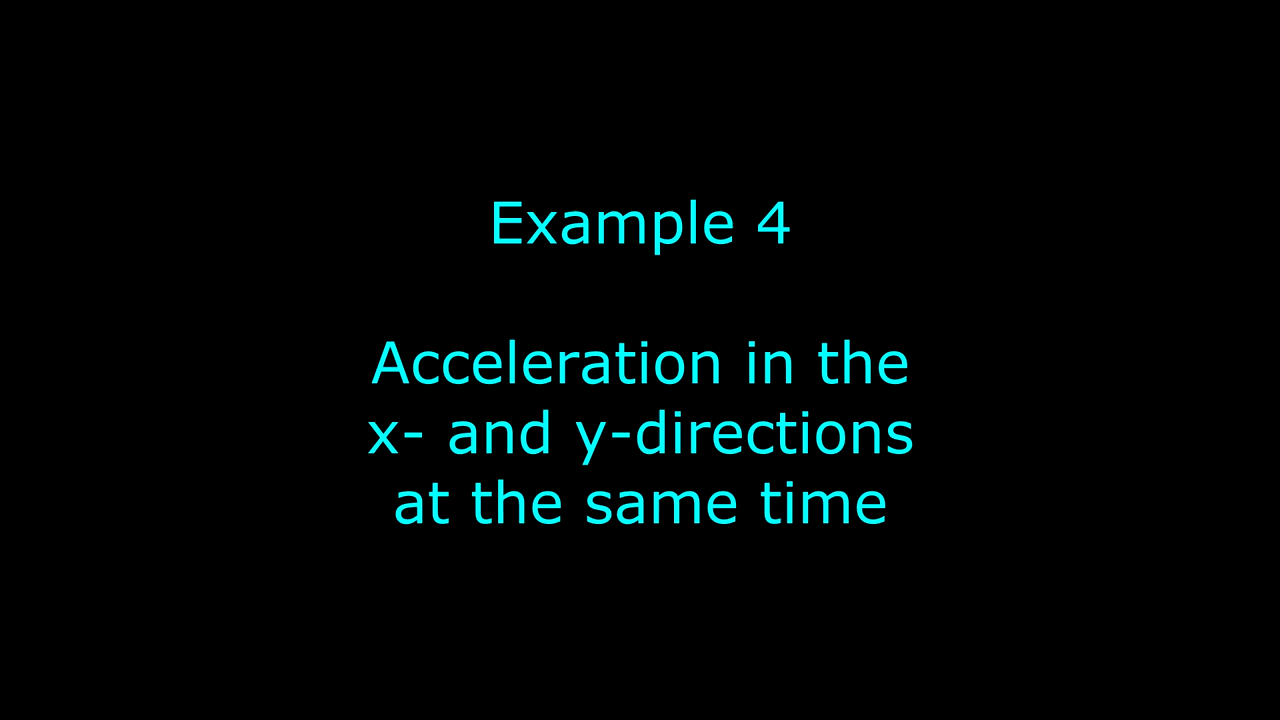 Example 4
Acceleration in the
x- and y-directions
at the same time